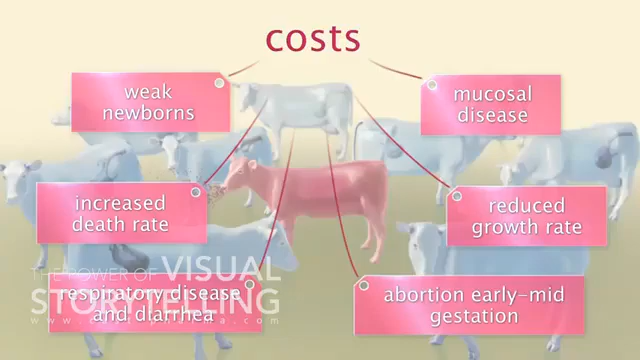 costs
weak
newborns
mucosal
disease
increased
death rate
reduced
growth rate
THE POWER OF VISUAL
STORYTELLING
respiratory disease
and diarrhea
abortion early-mid
gestation